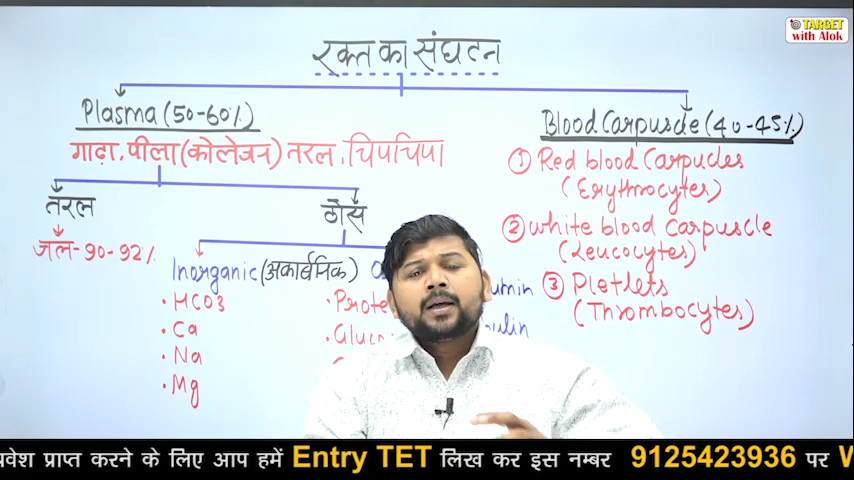 TARGET
with Alok
रक्त का संघटन
Plasma (50-60%)
Blood Carpuscle (40-45%)
गाढ़ा, पीला (कोलेजन) तरल, चिपचिपा
① Red blood Carpucles
(Erythrocytes)
तरल
ठोस
② White blood Carpuscle
(Leucocytes)
जल-90-92%
Inorganic (अकार्बनिक)
③ Pletlets
(Thrombocytes)
• HCO3
• Ca
• Na
• Mg
प्रवेश प्राप्त करने के लिए आप हमें Entry TET लिख कर इस नम्बर 9125423936 पर